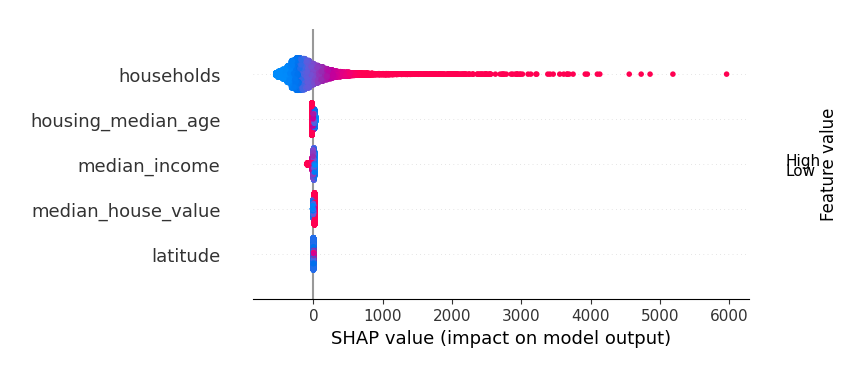 households
housing_median_age
median_income
median_house_value
latitude
0 1000 2000 3000 4000 5000 6000
SHAP value (impact on model output)
High
Low
Feature value